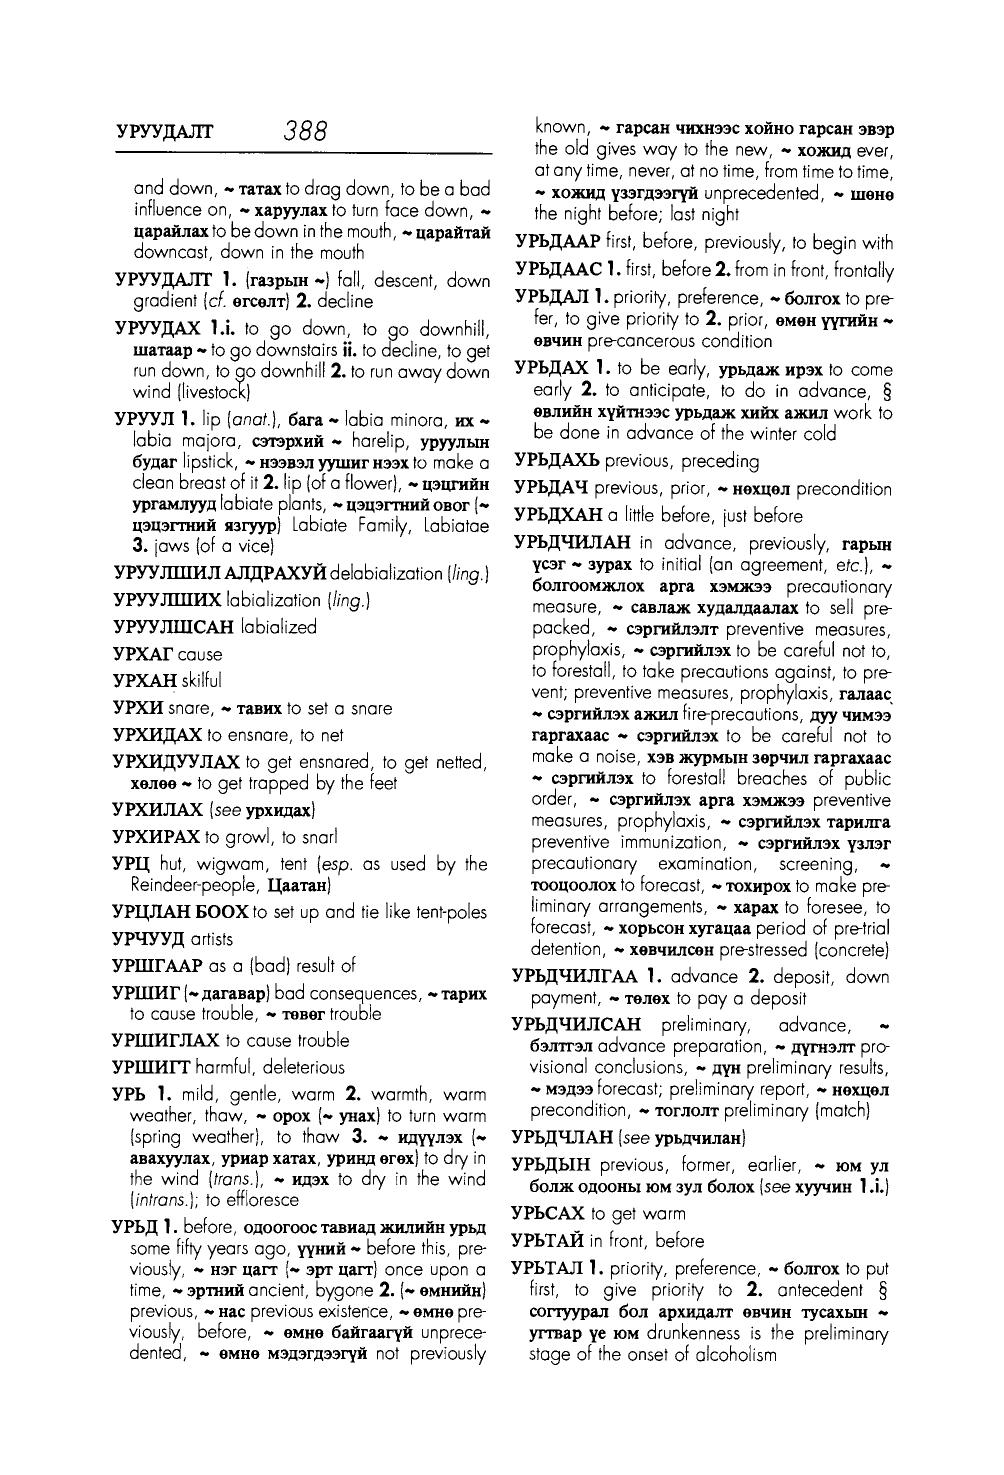 УРУУДАЛТ 388
and down, ~ татах to drag down, to be a bad
influence on, ~ харуулах to turn face down, ~
царайлах to be down in the mouth, ~ царайтай
downcast, down in the mouth
УРУУДАЛТ 1. (газрын ~) fall, descent, down
gradient (cf. өгсөлт) 2. decline
УРУУДАХ 1.i. to go down, to go downhill,
шатаар ~ to go downstairs ii. to decline, to get
run down, to go downhill 2. to run away down
wind (livestock)
УРУУЛ 1. lip (anat.), бага ~ labia minora, их ~
labia majora, сэтэрхий ~ harelip, уруулын
будаг lipstick, ~ нээвэл уушиг нээх to make a
clean breast of it 2. lip (of a flower), ~ цэцгийн
ургамлууд labiate plants, ~ цэцэгтний овог (~
цэцэгтний язгуур) Labiate Family, Labiatae
3. jaws (of a vice)
УРУУЛШИЛ АЛДРАХУЙ delabialization (ling.)
УРУУЛШИХ labialization (ling.)
УРУУЛШСАН labialized
УРХАГ cause
УРХАН skilful
УРХИ snare, ~ тавих to set a snare
УРХИДАХ to ensnare, to net
УРХИДУУЛАХ to get ensnared, to get netted,
хөлөө ~ to get trapped by the feet
УРХИЛАХ (see урхидах)
УРХИРАХ to growl, to snarl
УРЦ hut, wigwam, tent (esp. as used by the
Reindeer-people, Цаатан)
УРЦЛАН БООХ to set up and tie like tent-poles
УРЧУУД artists
УРШГААР as a (bad) result of
УРШИГ (~ дагавар) bad consequences, ~ тарих
to cause trouble, ~ төвөг trouble
УРШИГЛАХ to cause trouble
УРШИГТ harmful, deleterious
УРЬ 1. mild, gentle, warm 2. warmth, warm
weather, thaw, ~ орох (~ унах) to turn warm
(spring weather), to thaw 3. ~ идүүлэх (~
авахуулах, уриар хатах, уринд өгөх) to dry in
the wind (trans.), ~ идэх to dry in the wind
(intrans.); to effloresce
УРЬД 1. before, одоогоос тавиад жилийн урьд
some fifty years ago, үүний ~ before this, pre-
viously, ~ нэг цагт (~ эрт цагт) once upon a
time, ~ эртний ancient, bygone 2. (~ өмнийн)
previous, ~ нас previous existence, ~ өмнө pre-
viously, before, ~ өмнө байгаагүй unprece-
dented, ~ өмнө мэдэгдээгүй not previously
known, ~ гарсан чихнээс хойно гарсан эвэр
the old gives way to the new, ~ хожид ever,
at any time, never, at no time, from time to time,
~ хожид үзэгдээгүй unprecedented, ~ шөнө
the night before; last night
УРЬДААР first, before, previously, to begin with
УРЬДААС 1. first, before 2. from in front, frontally
УРЬДАЛ 1. priority, preference, ~ болгох to pre-
fer, to give priority to 2. prior, өмөн үүгийн ~
өвчин pre-cancerous condition
УРЬДАХ 1. to be early, урьдаж ирэх to come
early 2. to anticipate, to do in advance, §
өвлийн хүйтнээс урьдаж хийх ажил work to
be done in advance of the winter cold
УРЬДАХЬ previous, preceding
УРЬДАЧ previous, prior, ~ нөхцөл precondition
УРЬДХАН a little before, just before
УРЬДЧИЛАН in advance, previously, гарын
үсэг ~ зурах to initial (an agreement, etc.), ~
болгоомжлох арга хэмжээ precautionary
measure, ~ савлаж худалдаалах to sell pre-
packed, ~ сэргийлэлт preventive measures,
prophylaxis, ~ сэргийлэх to be careful not to,
to forestall, to take precautions against, to pre-
vent; preventive measures, prophylaxis, галаас
~ сэргийлэх ажил fire-precautions, дуу чимээ
гаргахаас ~ сэргийлэх to be careful not to
make a noise, хэв журмын зөрчил гаргахаас
~ сэргийлэх to forestall breaches of public
order, ~ сэргийлэх арга хэмжээ preventive
measures, prophylaxis, ~ сэргийлэх тарилга
preventive immunization, ~ сэргийлэх үзлэг
precautionary examination, screening, ~
тооцоолох to forecast, ~ тохирох to make pre-
liminary arrangements, ~ харах to foresee, to
forecast, ~ хорьсон хугацаа period of pre-trial
detention, ~ хөвчилсөн pre-stressed (concrete)
УРЬДЧИЛГАА 1. advance 2. deposit, down
payment, ~ төлөх to pay a deposit
УРЬДЧИЛСАН preliminary, advance, ~
бэлтгэл advance preparation, ~ дүгнэлт pro-
visional conclusions, ~ дүн preliminary results,
~ мэдээ forecast; preliminary report, ~ нөхцөл
precondition, ~ тоглолт preliminary (match)
УРЬДЧЛАН (see урьдчилан)
УРЬДЫН previous, former, earlier, ~ юм ул
болж одооны юм зул болох (see хуучин 1.i.)
УРЬСАХ to get warm
УРЬТАЙ in front, before
УРЬТАЛ 1. priority, preference, ~ болгох to put
first, to give priority to 2. antecedent §
согтуурал бол архидалт өвчин тусахын ~
угтвар үе юм drunkenness is the preliminary
stage of the onset of alcoholism